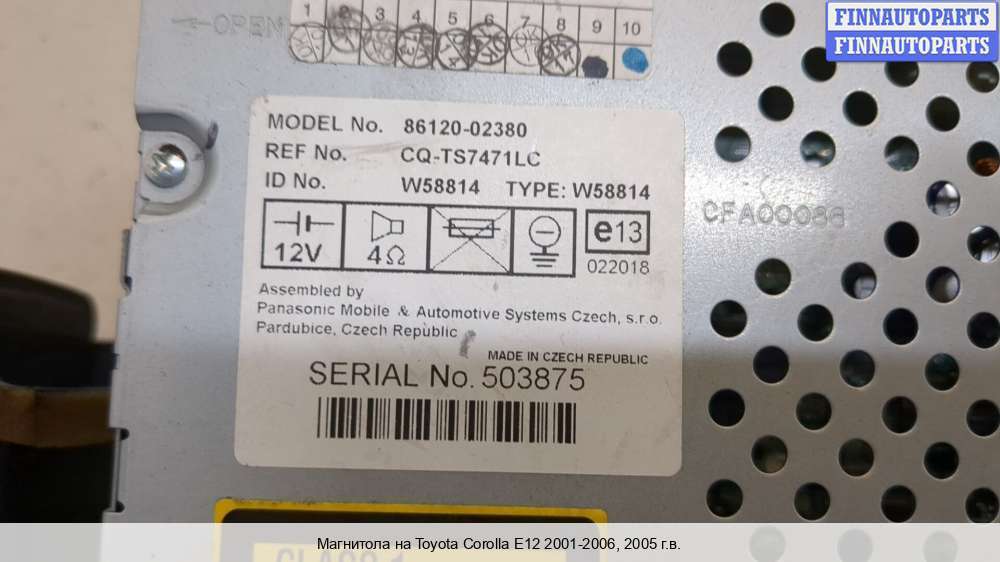 FINNAUTOPARTS
FINNAUTOPARTS
OPEN
1 2 3 4 5 6 7 8 9 10
MODEL No. 86120-02380
REF No. CQ-TS7471LC
ID No. W58814 TYPE: W58814
12V 4Ω e13
022018
CFA00086
Assembled by
Panasonic Mobile & Automotive Systems Czech, s.r.o.
Pardubice, Czech Republic
MADE IN CZECH REPUBLIC
SERIAL No. 503875
Магнитола на Toyota Corolla E12 2001-2006, 2005 г.в.